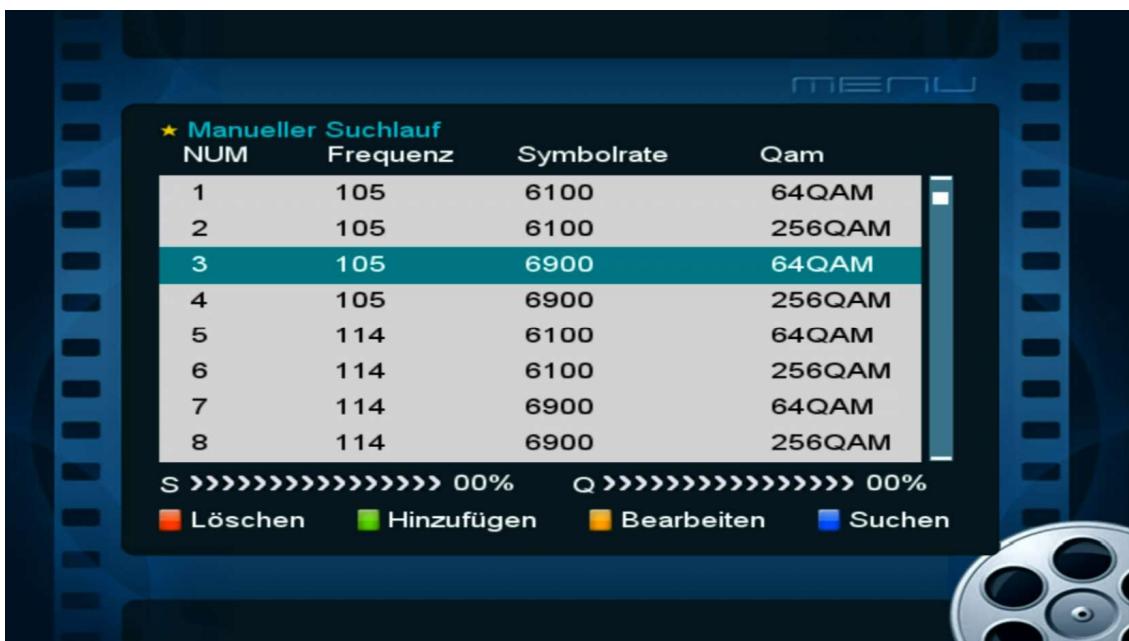 MENU
Manueller Suchlauf
NUM Frequenz Symbolrate Qam
1 105 6100 64QAM
2 105 6100 256QAM
3 105 6900 64QAM
4 105 6900 256QAM
5 114 6100 64QAM
6 114 6100 256QAM
7 114 6900 64QAM
8 114 6900 256QAM
S ❯❯❯❯❯❯❯❯❯❯❯❯❯❯❯❯ 00% Q ❯❯❯❯❯❯❯❯❯❯❯❯❯❯❯❯ 00%
Löschen Hinzufügen Bearbeiten Suchen